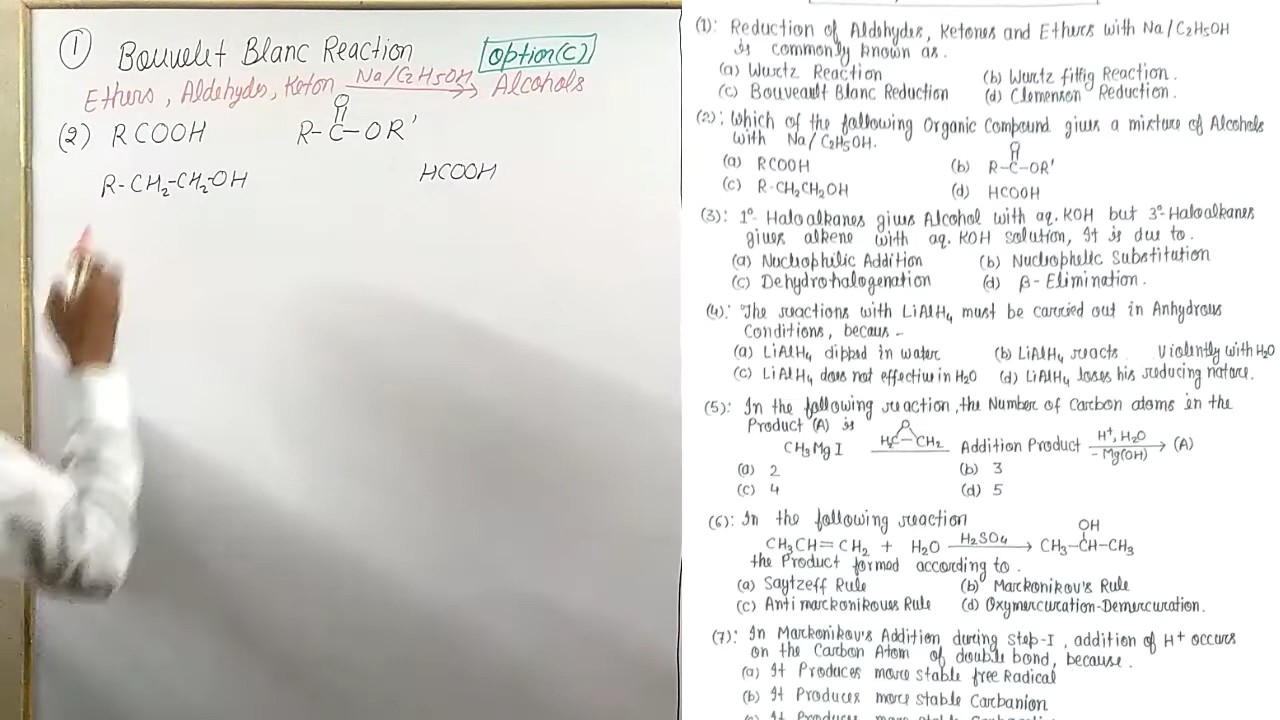 ① Bouvelet Blanc Reaction option(C)
Ethers, Aldehydes, Keton Na/C2H5OH Alcohols
(2) RCOOH R-C-OR'
O
R-CH2-CH2-OH HCOOH
(1): Reduction of Aldehydes, Ketones and Ethers with Na/C2H5OH
is commonly known as.
(a) Wurtz Reaction (b) Wurtz fittig Reaction.
(c) Bouveault Blanc Reduction (d) Clemenson Reduction.
(2): Which of the following Organic Compound gives a mixture of Alcohols
with Na/C2H5OH.
(a) RCOOH (b) R-C-OR'
O
(c) R·CH2CH2OH (d) HCOOH
(3): 1°- Haloalkanes gives Alcohol with aq. KOH but 3°-Haloalkanes
gives alkene with aq. KOH solution, It is due to.
(a) Nucleophilic Addition (b) Nucleophelic Substitution
(c) Dehydrohalogenation (d) β-Elimination.
(4): The reactions with LiAlH4 must be carried out in Anhydrous
Conditions, becaus -
(a) LiAlH4 dipped in water (b) LiAlH4 reacts Violently with H2O
(c) LiAlH4 does not effective in H2O (d) LiAlH4 loses his reducing nature.
(5): In the following reaction, the Number of Carbon atoms in the
Product (A) is
CH3MgI H2C-CH2 O Addition Product H+, H2O -Mg(OH) → (A)
(a) 2 (b) 3
(c) 4 (d) 5
(6): In the following reaction
OH
CH3CH=CH2 + H2O H2SO4 → CH3-CH-CH3
the Product formed according to.
(a) Saytzeff Rule (b) Markonikov's Rule
(c) Anti markonikoves Rule (d) Oxymercuration-Demercuration.
(7): In Markonikov's Addition during Step-I, addition of H+ occurs
on the Carbon Atom of double bond, because.
(a) It Produces more stable free Radical
(b) It Produces more stable Carbanion